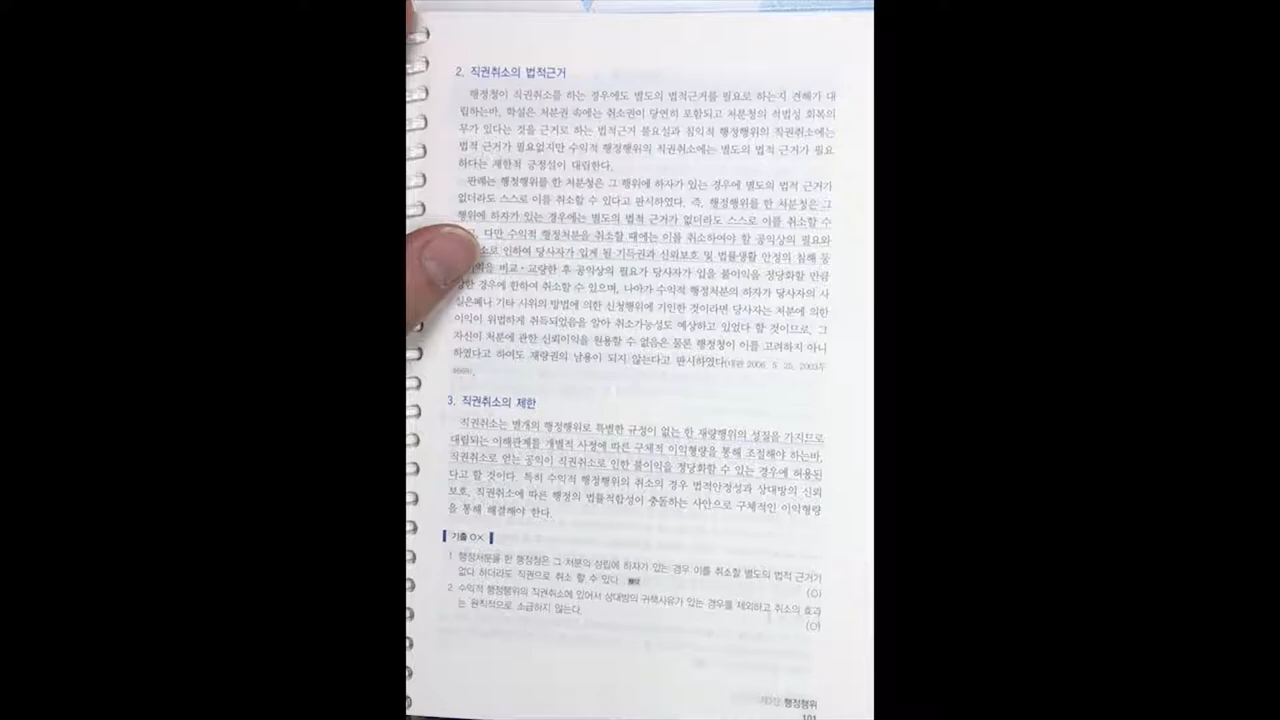 2. 직권취소의 법적근거
행정청이 직권취소를 하는 경우에도 별도의 법적근거를 필요로 하는지 견해가 대
립하는바, 학설은 처분권 속에는 취소권이 당연히 포함되고 처분청의 적법성 회복의
무가 있다는 것을 근거로 하는 법적근거 불요설과 침익적 행정행위의 직권취소에는
법적 근거가 필요없지만 수익적 행정행위의 직권취소에는 별도의 법적 근거가 필요
하다는 제한적 긍정설이 대립한다.
판례는 행정행위를 한 처분청은 그 행위에 하자가 있는 경우에 별도의 법적 근거가
없더라도 스스로 이를 취소할 수 있다고 판시하였다. 즉, 행정행위를 한 처분청은 그
행위에 하자가 있는 경우에는 별도의 법적 근거가 없더라도 스스로 이를 취소할 수
다만 수익적 행정처분을 취소할 때에는 이를 취소하여야 할 공익상의 필요와
인하여 당사자가 입게 될 기득권과 신뢰보호 및 법률생활 안정의 침해 등
비교·교량한 후 공익상의 필요가 당사자가 입을 불이익을 정당화할 만큼
경우에 한하여 취소할 수 있으며, 나아가 수익적 행정처분의 하자가 당사자의 사
실은폐나 기타 사위의 방법에 의한 신청행위에 기인한 것이라면 당사자는 처분에 의한
이익이 위법하게 취득되었음을 알아 취소가능성도 예상하고 있었다 할 것이므로, 그
자신이 처분에 관한 신뢰이익을 원용할 수 없음은 물론 행정청이 이를 고려하지 아니
하였다고 하여도 재량권의 남용이 되지 않는다고 판시하였다(대판 2006. 5. 25, 2003두
4669).
3. 직권취소의 제한
직권취소는 별개의 행정행위로 특별한 규정이 없는 한 재량행위의 성질을 가지므로
대립되는 이해관계를 개별적 사정에 따른 구체적 이익형량을 통해 조절해야 하는바,
직권취소로 얻는 공익이 직권취소로 인한 불이익을 정당화할 수 있는 경우에 허용된
다고 할 것이다. 특히 수익적 행정행위의 취소의 경우 법적안정성과 상대방의 신뢰
보호, 직권취소에 따른 행정의 법률적합성이 충돌하는 사안으로 구체적인 이익형량
을 통해 해결해야 한다.
기출 OX
1 행정처분을 한 행정청은 그 처분의 성립에 하자가 있는 경우 이를 취소할 별도의 법적 근거가
없다 하더라도 직권으로 취소 할 수 있다. (O)
2 수익적 행정행위의 직권취소에 있어서 상대방의 귀책사유가 있는 경우를 제외하고 취소의 효과
는 원칙적으로 소급하지 않는다. (O)
행정행위
101